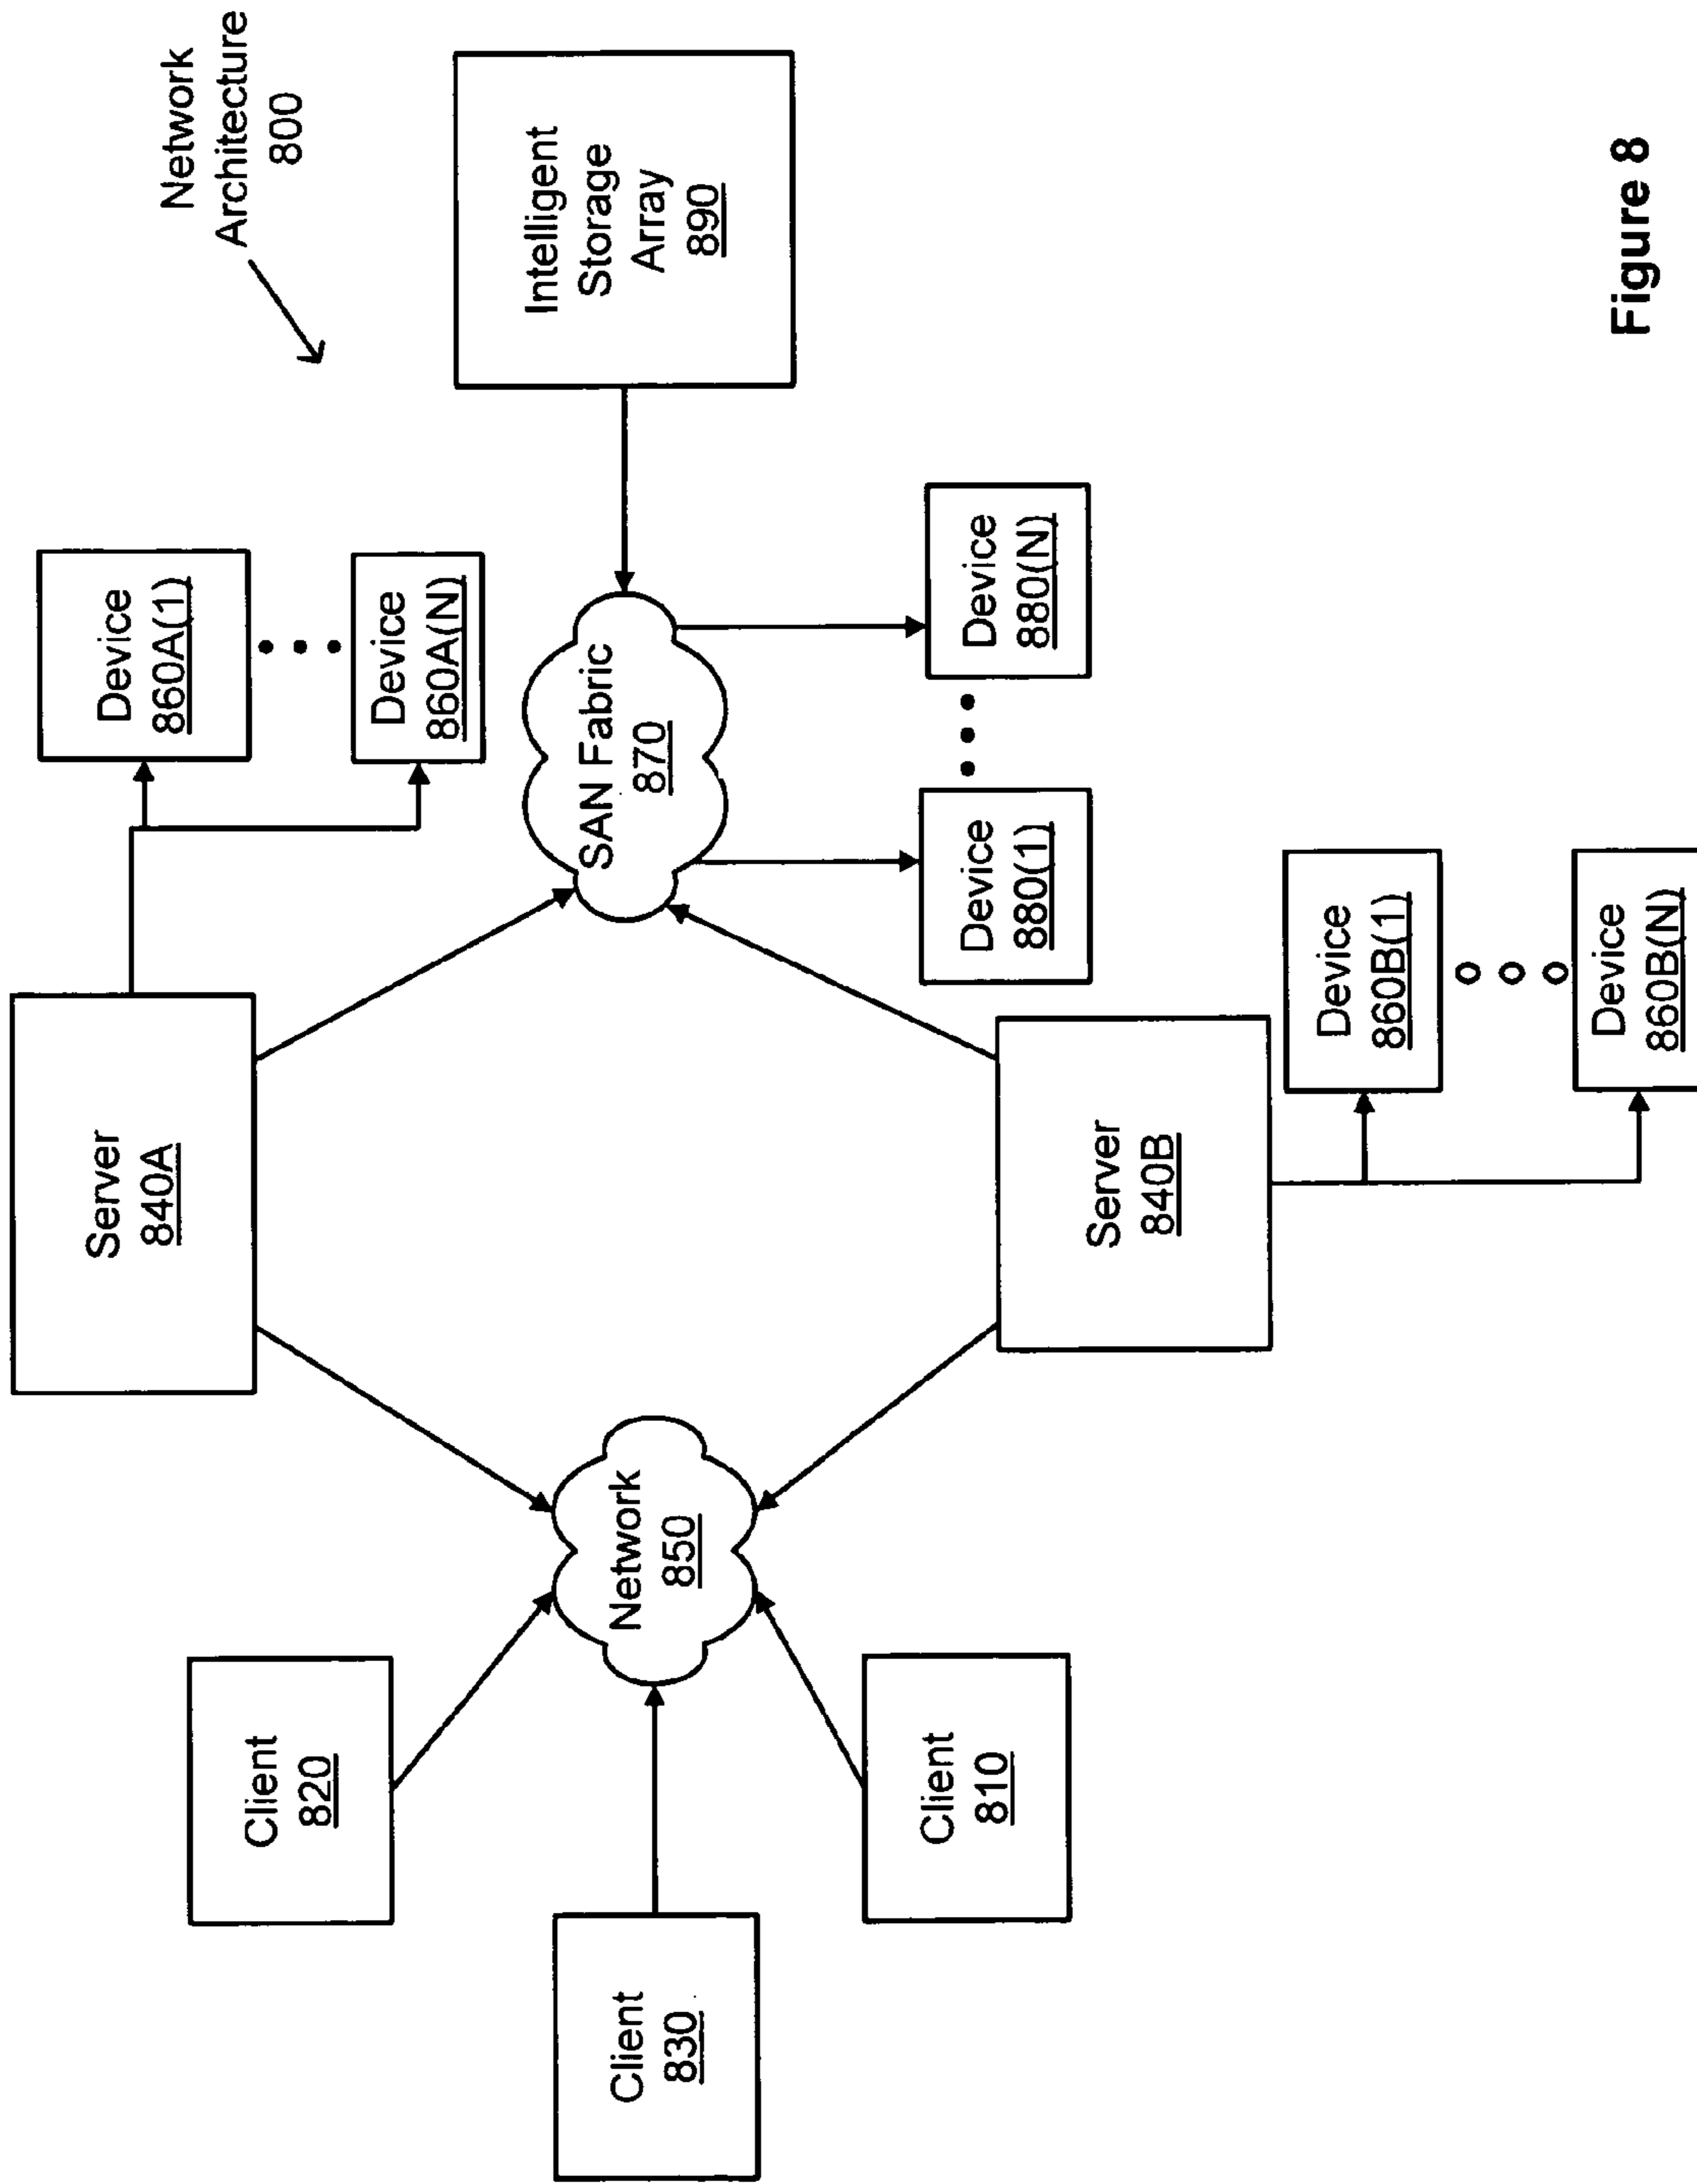 Network
Architecture
800
Device
860A(1)
Device
860A(N)
Intelligent
Storage
Array
890
Server
840A
SAN Fabric
870
Device
880(1)
Device
880(N)
Client
820
Network
850
Client
830
Client
810
Server
840B
Device
860B(1)
Device
860B(N)
Figure 8